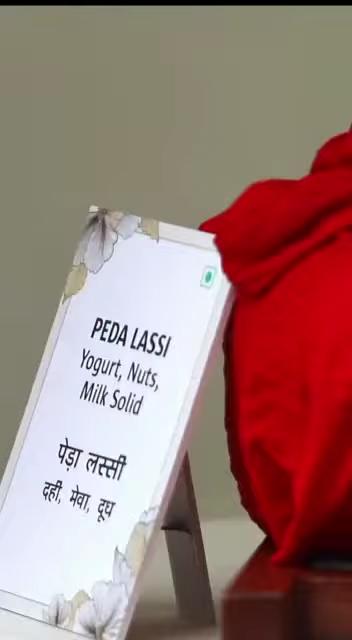 PEDA LASSI
Yogurt, Nuts,
Milk Solid
पेड़ा लस्सी
दही, मेवा, दूध